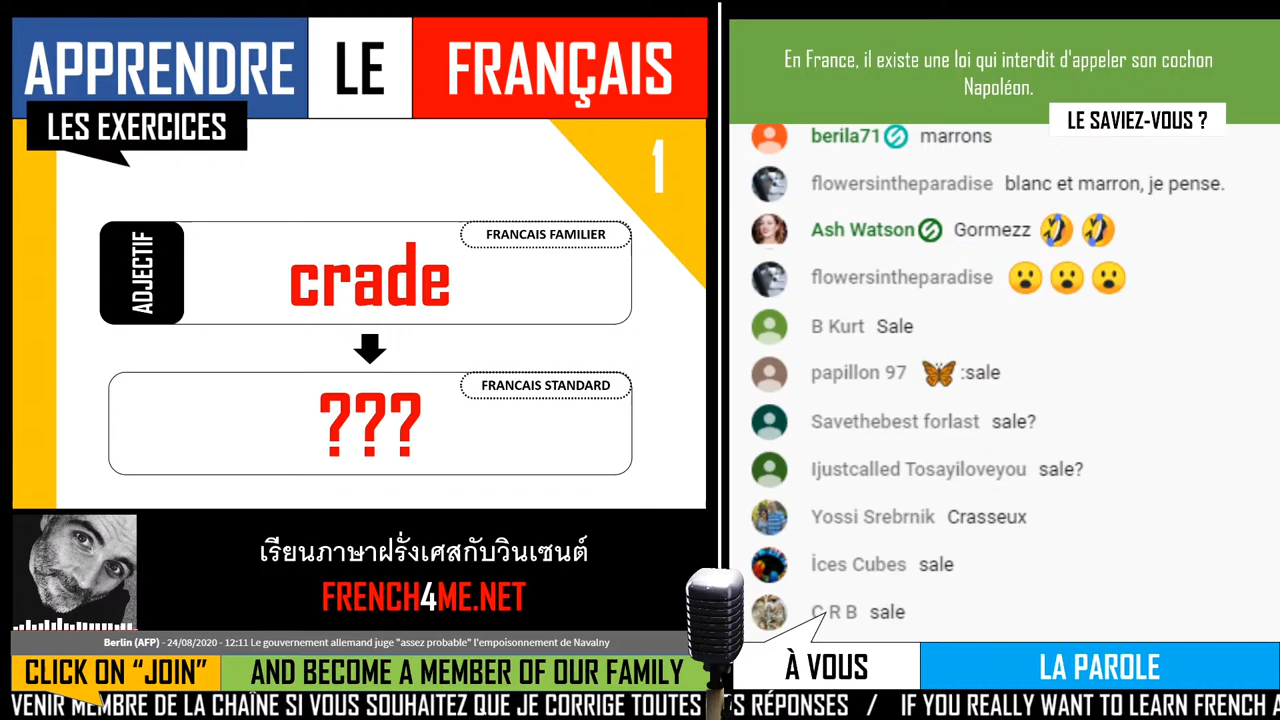 APPRENDRE LE FRANÇAIS
LES EXERCICES
1
ADJECTIF
FRANCAIS FAMILIER
crade
FRANCAIS STANDARD
???
เรียนภาษาฝรั่งเศสกับวินเซนต์
FRENCH4ME.NET
Berlin (AFP) - 24/08/2020 - 12:11 Le gouvernement allemand juge "assez probable" l'empoisonnement de Navalny
CLICK ON “JOIN” AND BECOME A MEMBER OF OUR FAMILY
En France, il existe une loi qui interdit d'appeler son cochon
Napoléon.
LE SAVIEZ-VOUS ?
berila71 marrons
flowersintheparadise blanc et marron, je pense.
Ash Watson Gormezz 🤣 🤣
flowersintheparadise 😮 😮 😮
B Kurt Sale
papillon 97 🦋 :sale
Savethebest forlast sale?
Ijustcalled Tosayiloveyou sale?
Yossi Srebrnik Crasseux
İces Cubes sale
C R B sale
À VOUS LA PAROLE
VENIR MEMBRE DE LA CHAÎNE SI VOUS SOUHAITEZ QUE JE CORRIGE TOUTES S RÉPONSES / IF YOU REALLY WANT TO LEARN FRENCH A